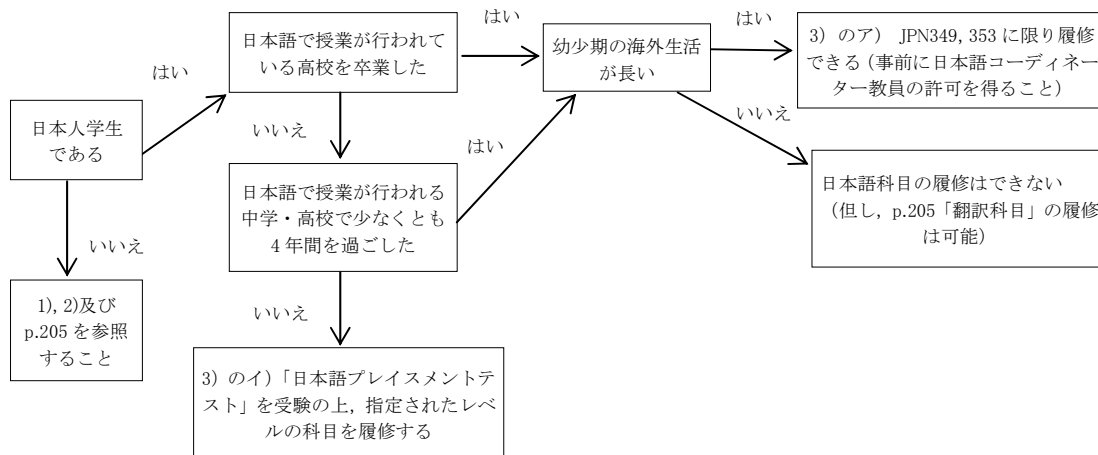 日本人学生
である
はい
いいえ
1), 2)及び
p.205 を参照
すること
日本語で授業が行われて
いる高校を卒業した
はい
いいえ
日本語で授業が行われる
中学・高校で少なくとも
4 年間を過ごした
はい
いいえ
3）のイ）「日本語プレイスメントテ
スト」を受験の上，指定されたレベ
ルの科目を履修する
幼少期の海外生活
が長い
はい
いいえ
3）のア） JPN349, 353 に限り履修
できる（事前に日本語コーディネー
ター教員の許可を得ること）
日本語科目の履修はできない
（但し，p.205「翻訳科目」の履修
は可能）